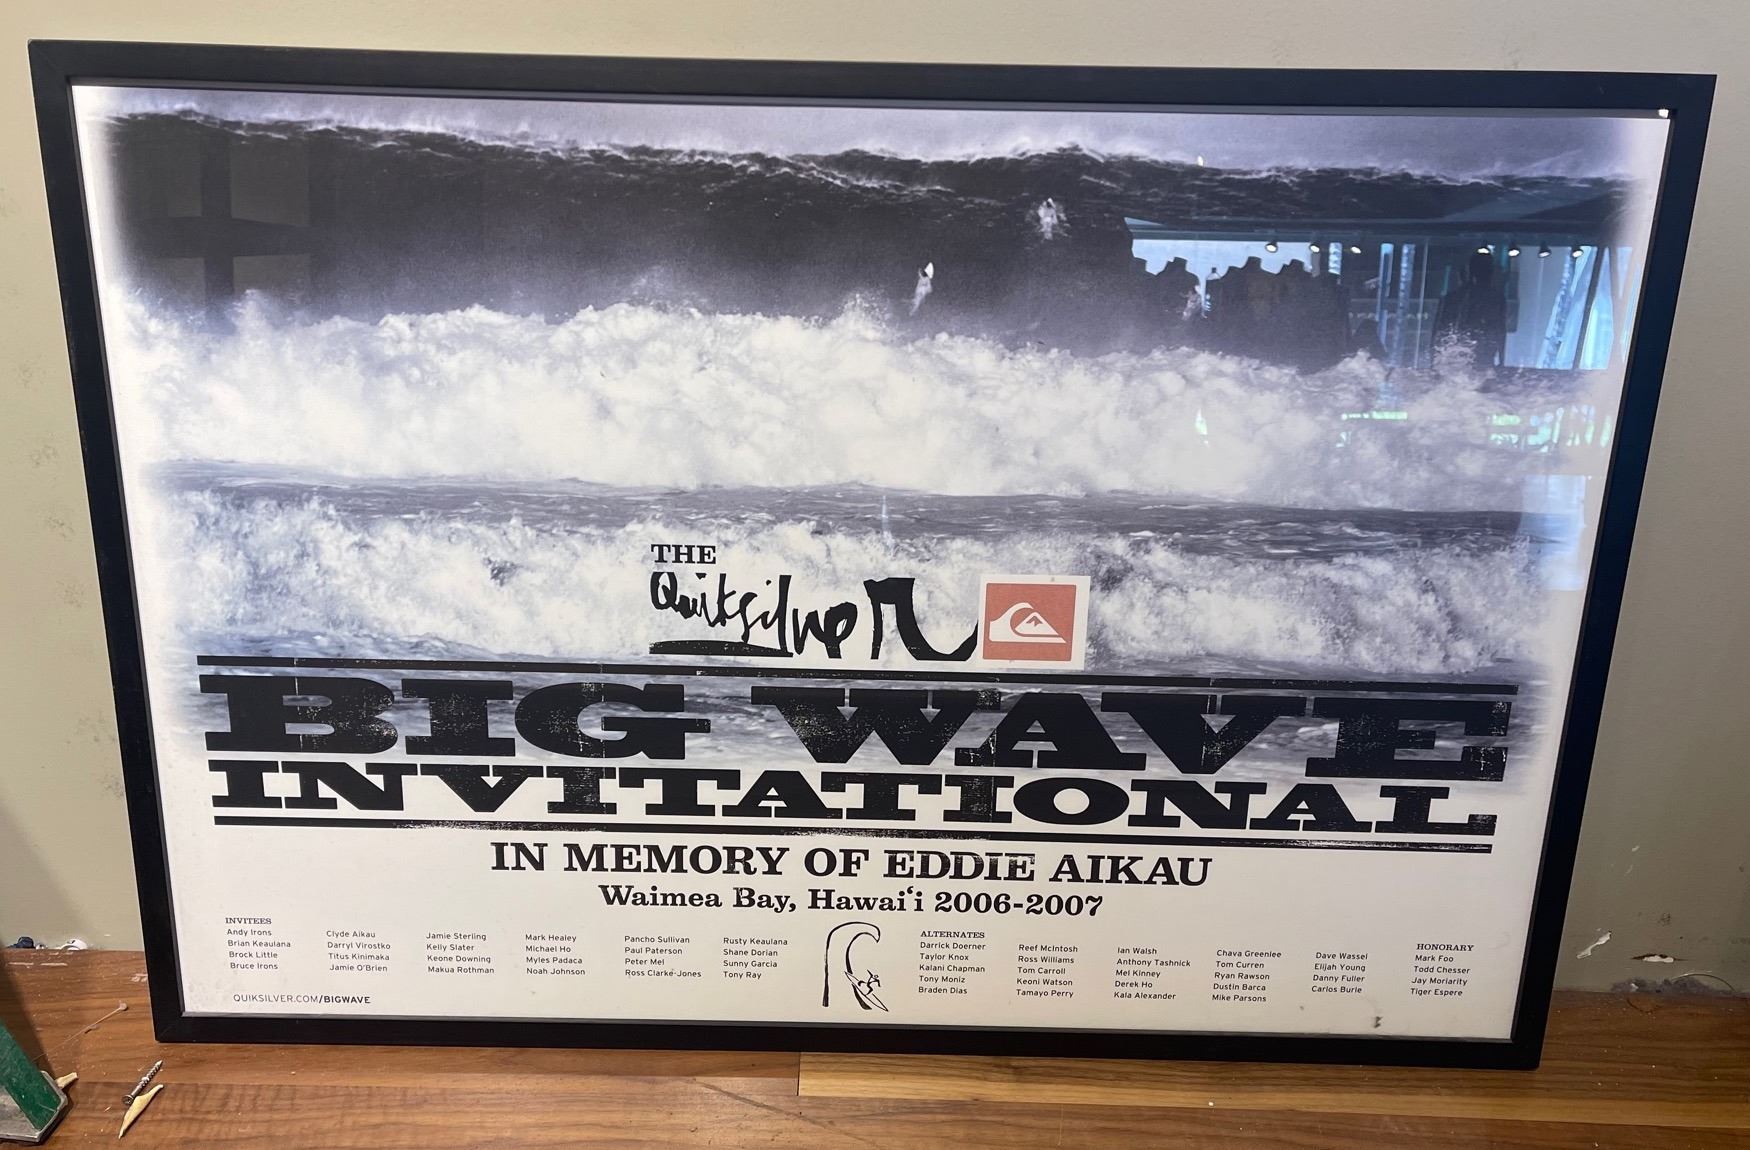 THE
Quiksilver
BIG WAVE
INVITATIONAL
IN MEMORY OF EDDIE AIKAU
Waimea Bay, Hawaiʻi 2006-2007
INVITEES
Andy Irons
Brian Keaulana
Brock Little
Bruce Irons
Clyde Aikau
Darryl Virostko
Titus Kinimaka
Jamie O'Brien
Jamie Sterling
Kelly Slater
Keone Downing
Makua Rothman
Mark Healey
Michael Ho
Myles Padaca
Noah Johnson
Pancho Sullivan
Paul Paterson
Peter Mel
Ross Clarke-Jones
Rusty Keaulana
Shane Dorian
Sunny Garcia
Tony Ray
ALTERNATES
Darrick Doerner
Taylor Knox
Kalani Chapman
Tony Moniz
Braden Dias
Reef McIntosh
Ross Williams
Tom Carroll
Keoni Watson
Tamayo Perry
Ian Walsh
Anthony Tashnick
Mel Kinney
Derek Ho
Kala Alexander
Chava Greenlee
Tom Curren
Ryan Rawson
Dustin Barca
Mike Parsons
Dave Wassel
Elijah Young
Danny Fuller
Carlos Burle
HONORARY
Mark Foo
Todd Chesser
Jay Moriarity
Tiger Espere
QUIKSILVER.COM/BIGWAVE